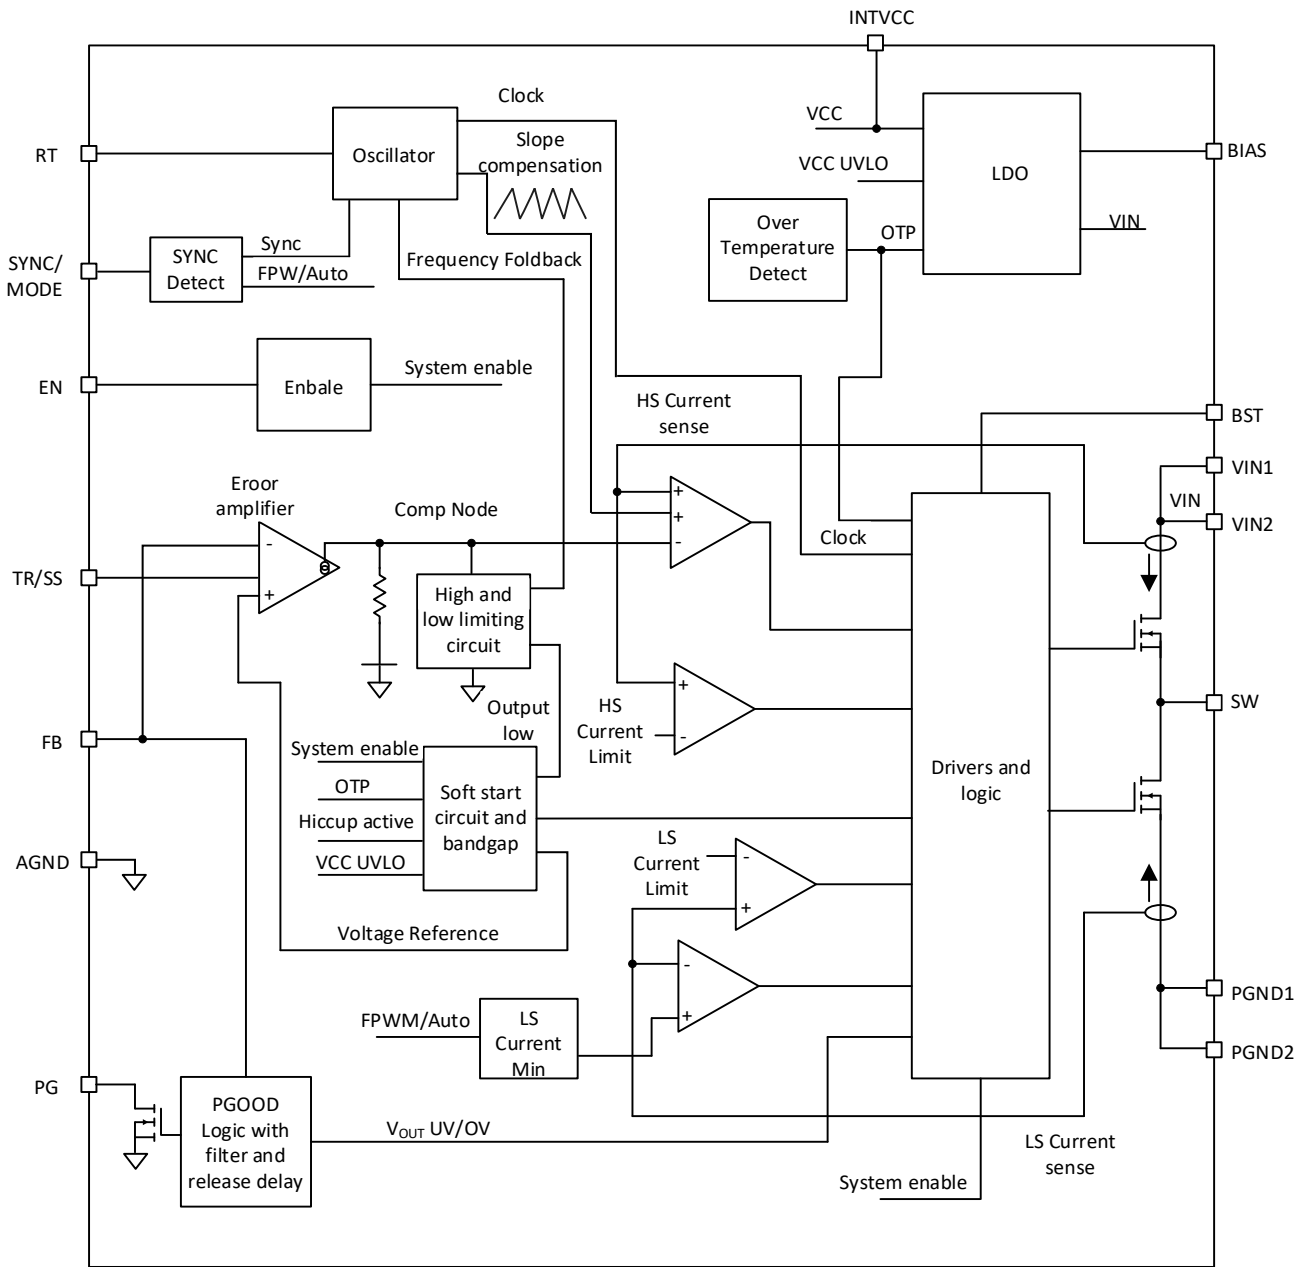 INTVCC
Clock
VCC
RT
Oscillator
Slope
compensation
BIAS
VCC UVLO
LDO
Over
Temperature
Detect
OTP
VIN
SYNC/
MODE
SYNC
Detect
Sync
FPW/Auto
Frequency Foldback
EN
Enbale
System enable
HS Current
sense
BST
VIN1
Eroor
amplifier
Comp Node
VIN
VIN2
-
+
+
+
-
Clock
TR/SS
High and
low limiting
circuit
+
-
HS
Current
Limit
SW
Output
low
FB
System enable
OTP
Hiccup active
VCC UVLO
Soft start
circuit and
bandgap
Drivers and
logic
LS
Current
Limit
-
+
AGND
Voltage Reference
-
+
PGND1
FPWM/Auto
LS
Current
Min
PGND2
PG
PGOOD
Logic with
filter and
release delay
VOUT UV/OV
LS Current
sense
System enable